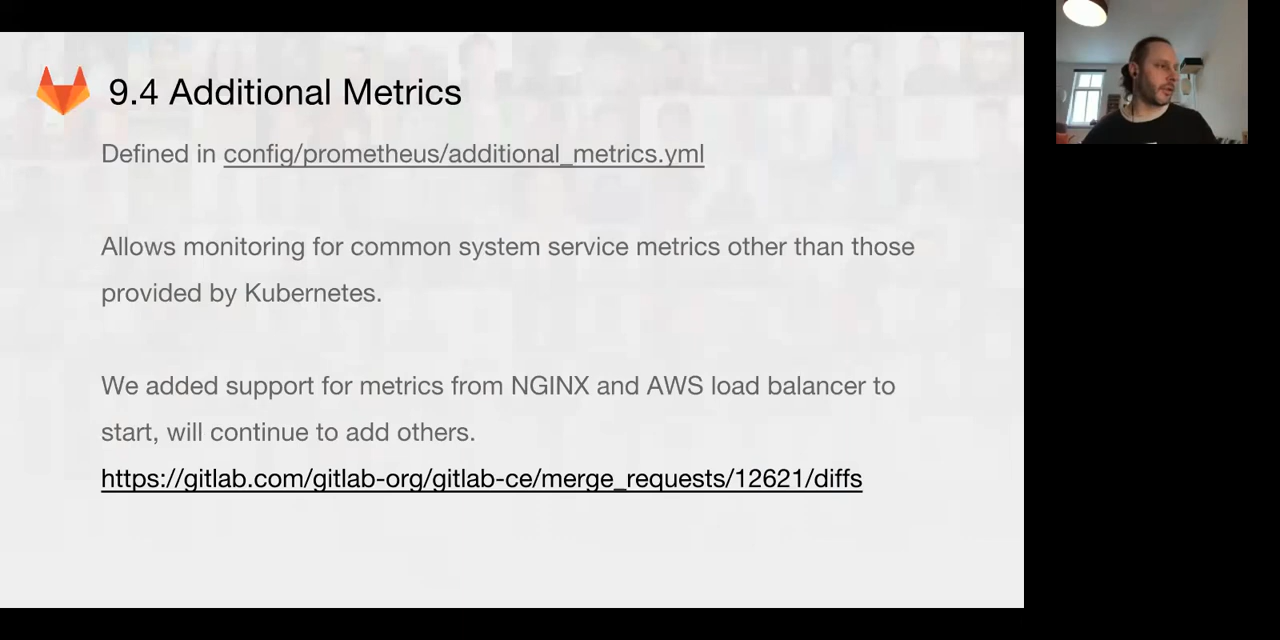 9.4 Additional Metrics
Defined in config/prometheus/additional_metrics.yml
Allows monitoring for common system service metrics other than those
provided by Kubernetes.
We added support for metrics from NGINX and AWS load balancer to
start, will continue to add others.
https://gitlab.com/gitlab-org/gitlab-ce/merge_requests/12621/diffs